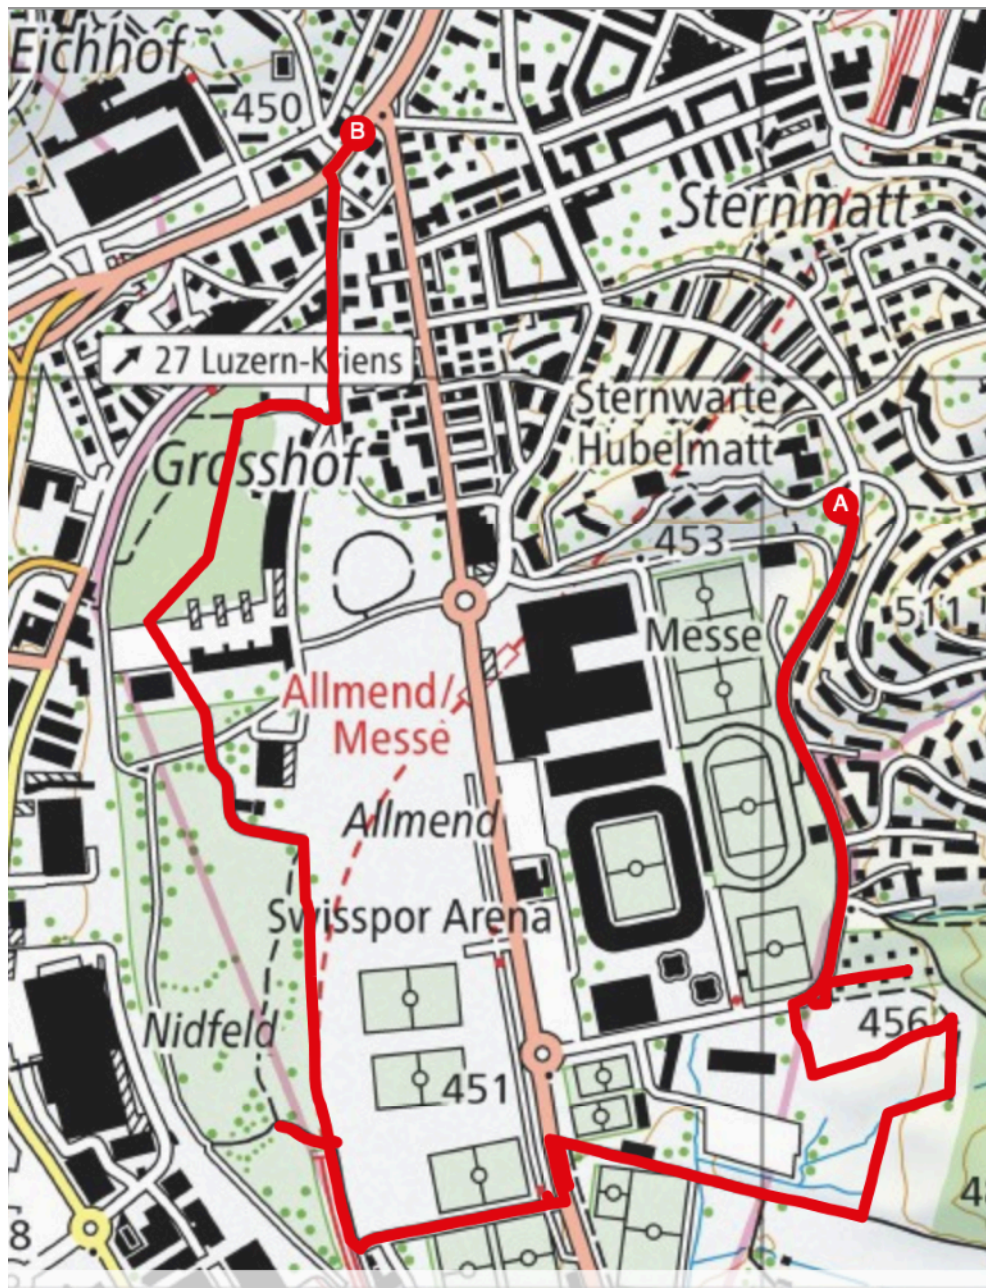 Eichhof
450
B
Sternmatt
27 Luzern-Kriens
Sternwarte
Hubelmatt
Grosshof
A
453
511
Messe
Allmend/
Messe
Allmend
Swisspor Arena
Nidfeld
456
451
8